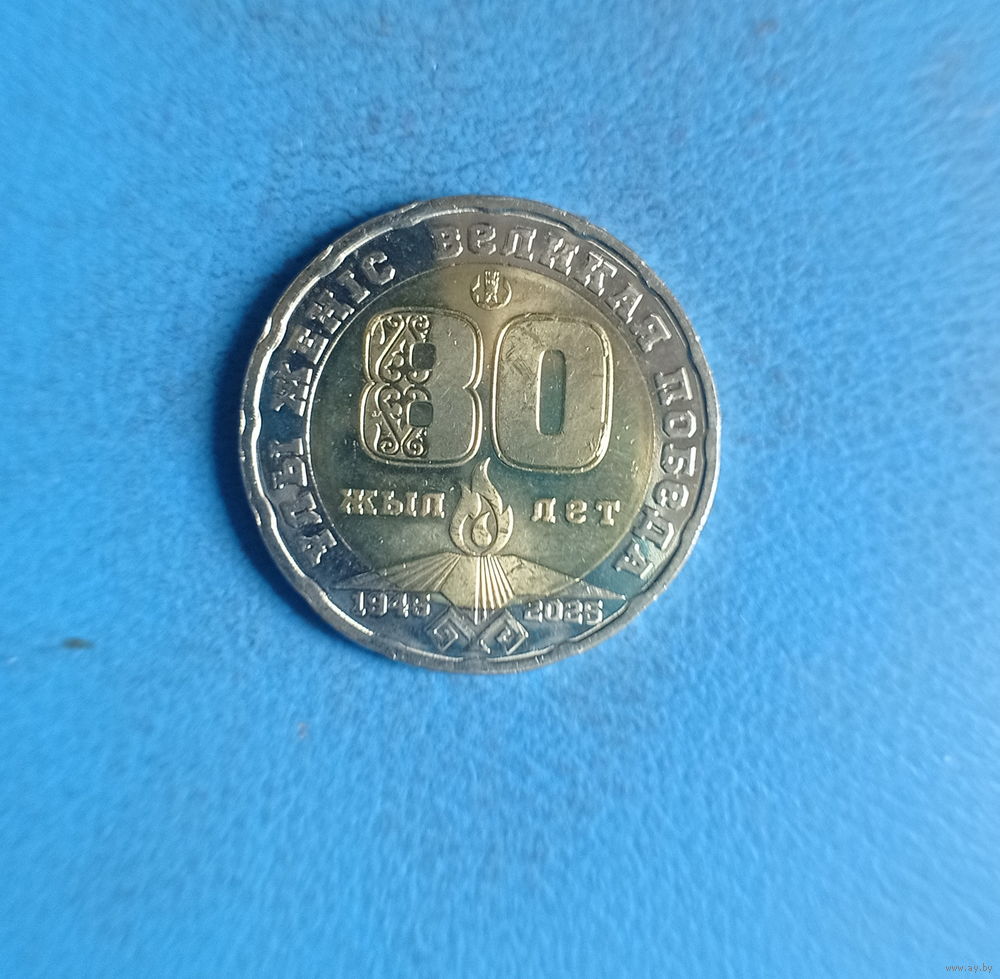 ҰЛЫ ЖЕҢІС ВЕЛИКАЯ ПОБЕДА
80
ЖЫЛ ЛЕТ
1945 2025
www.ay.by